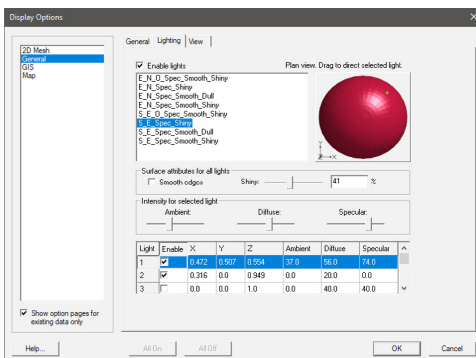 Display Options
2D Mesh
General
GIS
Map
Show option pages for
existing data only
General Lighting View
Enable lights
Plan view. Drag to direct selected light.
E_N_O_Spec_Smooth_Shiny
E_N_Spec_Shiny
E_N_Spec_Smooth_Dull
E_N_Spec_Smooth_Shiny
S_E_O_Spec_Smooth_Shiny
S_E_Spec_Shiny
S_E_Spec_Smooth_Dull
S_E_Spec_Smooth_Shiny
Y
Z X
Surface attributes for all lights
Smooth edges Shiny: 41 %
Intensity for selected light
Ambient: Diffuse: Specular:
Light Enable X Y Z Ambient Diffuse Specular
1 0.472 0.507 0.554 37.0 56.0 74.0
2 0.316 0.0 0.949 0.0 20.0 0.0
3 0.0 0.0 1.0 0.0 40.0 40.0
Help... All On All Off OK Cancel